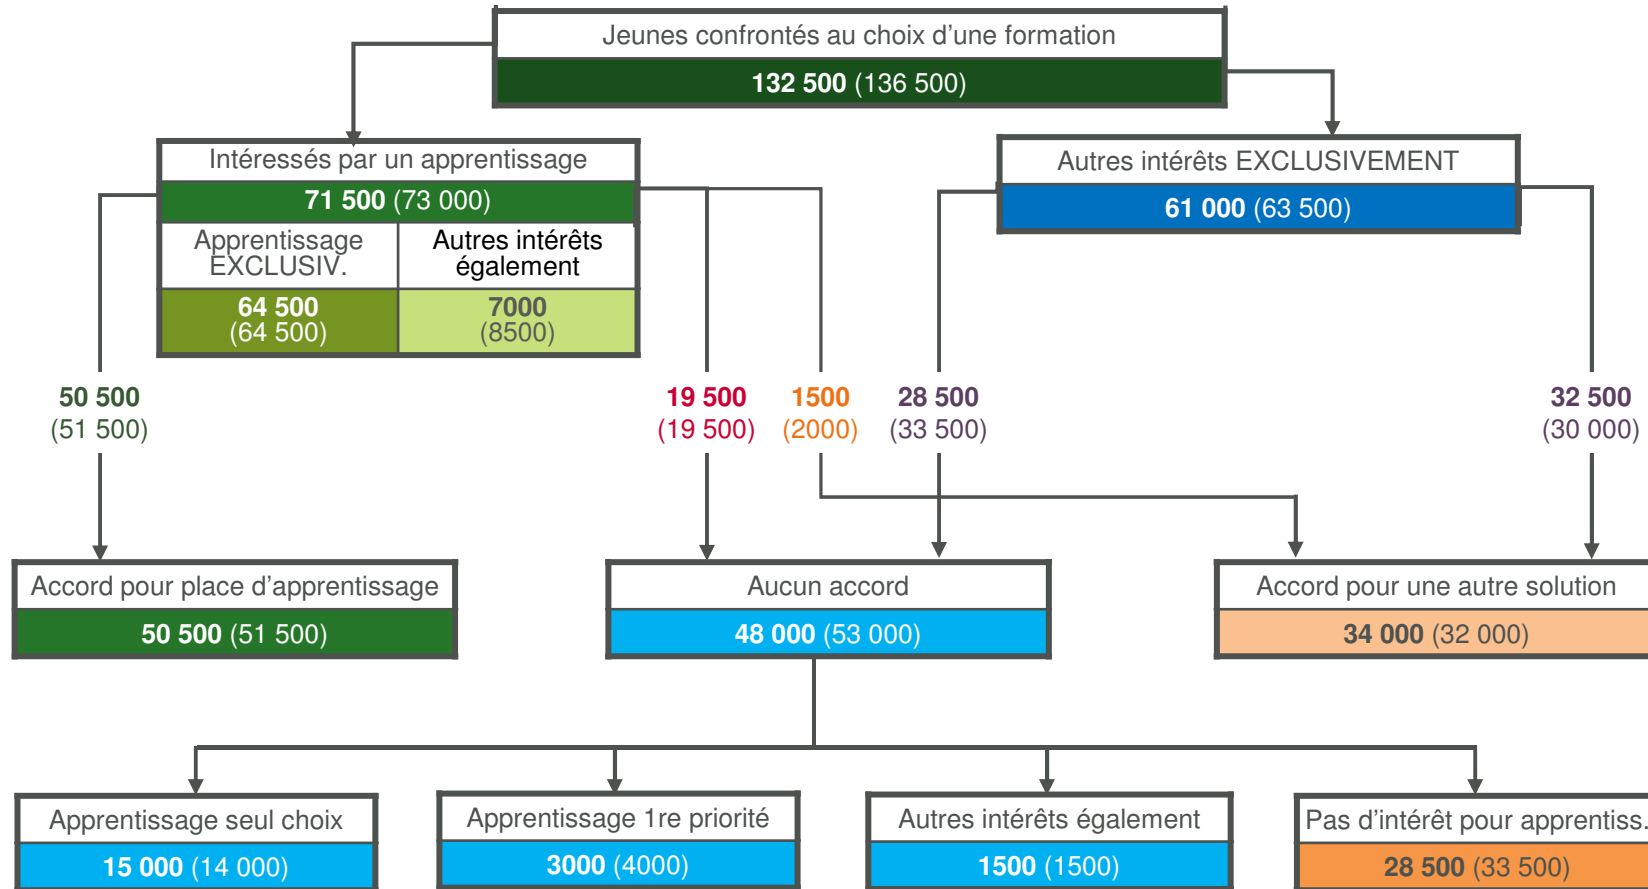 Jeunes confrontés au choix d’une formation
132 500 (136 500)
Intéressés par un apprentissage
71 500 (73 000)
Apprentissage
EXCLUSIV.
64 500
(64 500)
Autres intérêts
également
7000
(8500)
Autres intérêts EXCLUSIVEMENT
61 000 (63 500)
50 500
(51 500)
19 500
(19 500)
1500
(2000)
28 500
(33 500)
32 500
(30 000)
Accord pour place d’apprentissage
50 500 (51 500)
Aucun accord
48 000 (53 000)
Accord pour une autre solution
34 000 (32 000)
Apprentissage seul choix
15 000 (14 000)
Apprentissage 1re priorité
3000 (4000)
Autres intérêts également
1500 (1500)
Pas d’intérêt pour apprentiss.
28 500 (33 500)